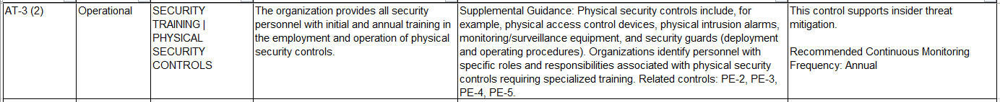 AT-3 (2)
Operational
SECURITY
TRAINING |
PHYSICAL
SECURITY
CONTROLS
The organization provides all security
personnel with initial and annual training in
the employment and operation of physical
security controls.
Supplemental Guidance: Physical security controls include, for
example, physical access control devices, physical intrusion alarms,
monitoring/surveillance equipment, and security guards (deployment
and operating procedures). Organizations identify personnel with
specific roles and responsibilities associated with physical security
controls requiring specialized training. Related controls: PE-2, PE-3,
PE-4, PE-5.
This control supports insider threat
mitigation.
Recommended Continuous Monitoring
Frequency: Annual